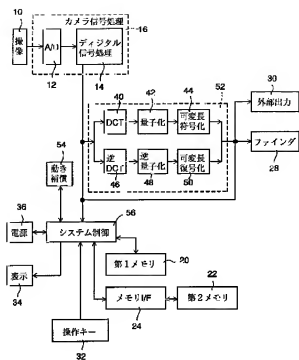 カメラ信号処理
16
10
撮像
A/D
12
ディジタル信号処理
14
40
42
44
52
DCT
量子化
可変長符号化
逆DCT
逆量子化
可変長復号化
46
48
50
30
外部出力
ファインダ
28
54
動き補償
56
36
電源
システム制御
表示
34
第1メモリ
20
22
メモリI/F
24
第2メモリ
操作キー
32